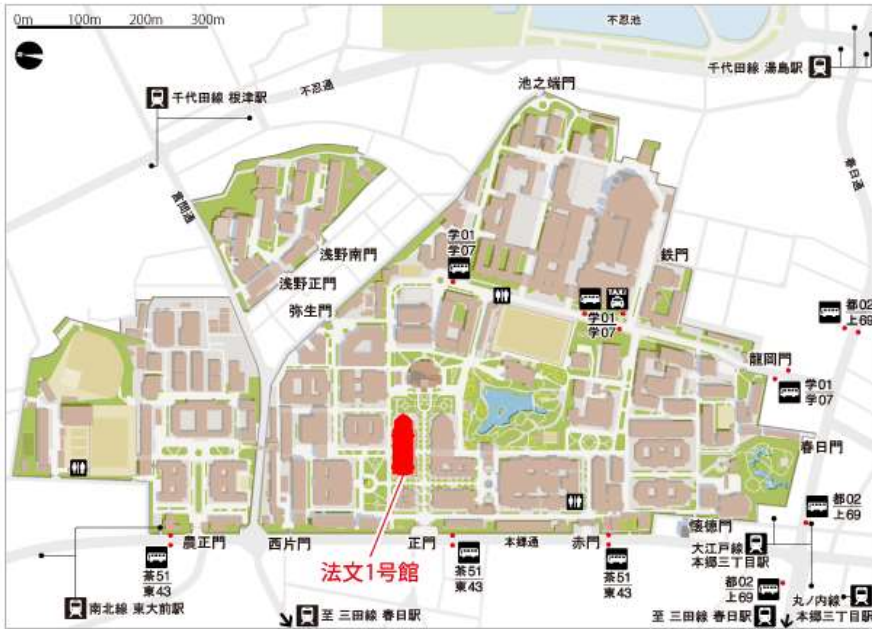 0m 100m 200m 300m
不忍池
千代田線 湯島駅
千代田線 根津駅
不忍通
池之端門
春日通
言問通
学01
学07
浅野南門
浅野正門
鉄門
弥生門
TAXI
学01
学07
都02
上69
龍岡門
学01
学07
春日門
都02
上69
懐徳門
農正門
西片門
正門
本郷通
赤門
大江戸線
本郷三丁目駅
茶51
東43
法文1号館
茶51
東43
茶51
東43
都02
上69
丸ノ内線
本郷三丁目駅
南北線 東大前駅
至 三田線 春日駅
至 三田線 春日駅